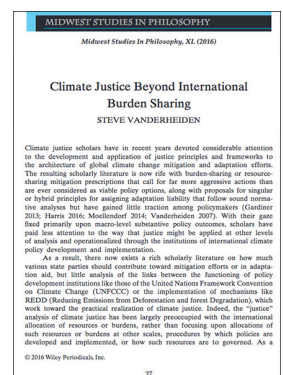 MIDWEST STUDIES IN PHILOSOPHY
Midwest Studies In Philosophy, XL (2016)
Climate Justice Beyond International
Burden Sharing
STEVE VANDERHEIDEN
Climate justice scholars have in recent years devoted considerable attention
to the development and application of justice principles and frameworks to
the architecture of global climate change mitigation and adaptation efforts.
The resulting scholarly literature is now rife with burden-sharing or resource-
sharing mitigation prescriptions that call for far more aggressive actions than
are ever considered as viable policy options, along with proposals for singular
or hybrid principles for assigning adaptation liability that follow sound norma-
tive analyses but have gained little traction among policymakers (Gardiner
2013; Harris 2016; Moellendorf 2014; Vanderheiden 2007). With their gaze
fixed primarily upon macro-level substantive policy outcomes, scholars have
paid less attention to the way that justice might be applied at other levels
of analysis and operationalized through the institutions of international climate
policy development and implementation.
As a result, there now exists a rich scholarly literature on how much
various state parties should contribute toward mitigation efforts or in adapta-
tion aid, but little analysis of the links between the functioning of policy
development institutions like those of the United Nations Framework Convention
on Climate Change (UNFCCC) or the implementation of mechanisms like
REDD (Reducing Emissions from Deforestation and forest Degradation), which
work toward the practical realization of climate justice. Indeed, the “justice”
analysis of climate justice has been largely preoccupied with the international
allocation of resources or burdens, rather than focusing upon allocations of
such resources or burdens at other scales, procedures by which policies are
developed and implemented, or how such resources are to governed. As a
© 2016 Wiley Periodicals, Inc.
27